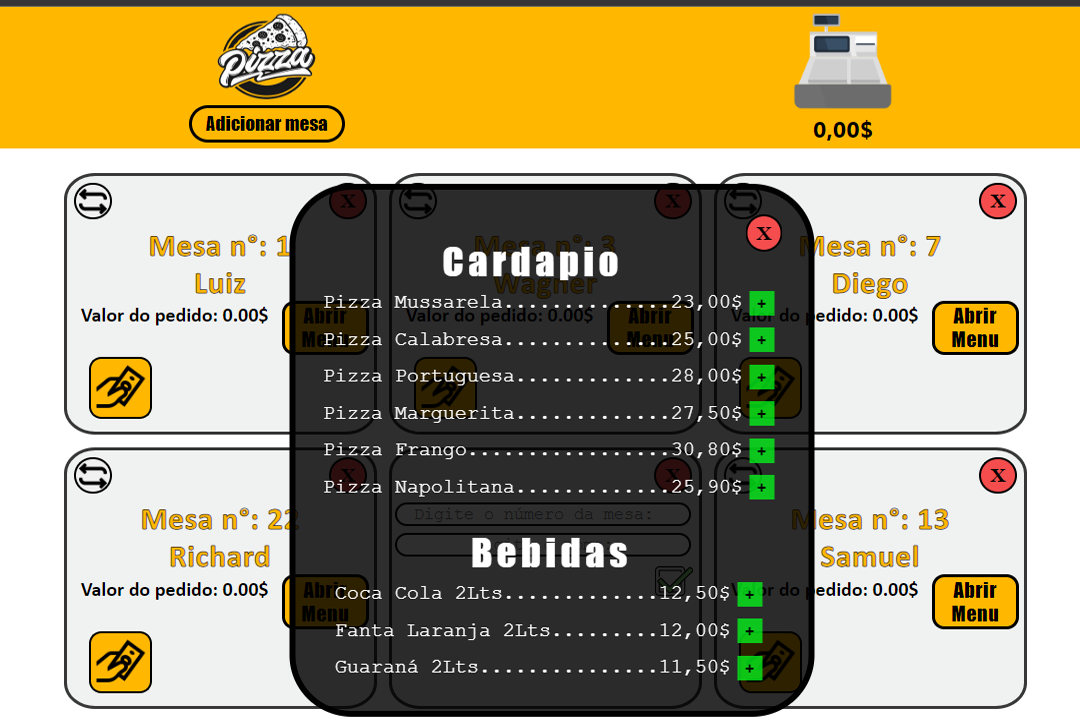 pizza
Adicionar mesa
0,00$
X
X
X
Mesa n°: 1
Luiz
Valor do pedido: 0.00$
Abrir
Menu
Mesa n°: 3
Wagner
Valor do pedido: 0.00$
Abrir
Menu
Mesa n°: 7
Diego
Valor do pedido: 0.00$
Abrir
Menu
X
Cardapio
Pizza Mussarela..............23,00$ +
Pizza Calabresa..............25,00$ +
Pizza Portuguesa.............28,00$ +
Pizza Marguerita.............27,50$ +
Pizza Frango.................30,80$ +
Pizza Napolitana.............25,90$ +
Bebidas
Coca Cola 2Lts.............12,50$ +
Fanta Laranja 2Lts.........12,00$ +
Guaraná 2Lts...............11,50$ +
X
X
X
Mesa n°: 22
Richard
Valor do pedido: 0.00$
Abrir
Menu
Digite o número da mesa:
Mesa n°: 13
Samuel
Valor do pedido: 0.00$
Abrir
Menu